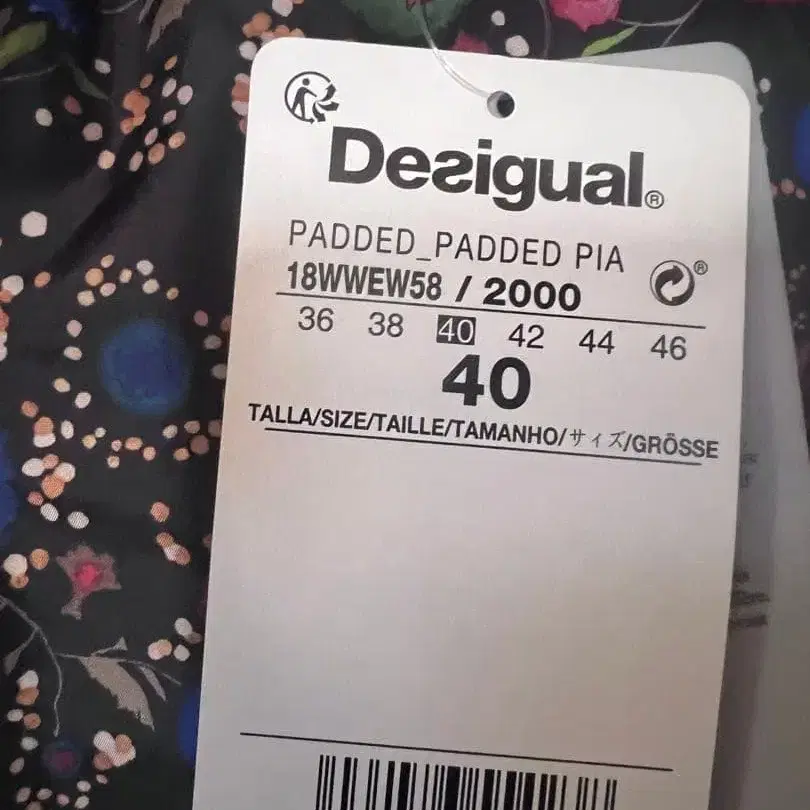 Desigual®
PADDED_PADDED PIA
®
18WWEW58 / 2000
36 38 40 42 44 46
40
TALLA/SIZE/TAILLE/TAMANHO/サイズ/GRÖSSE